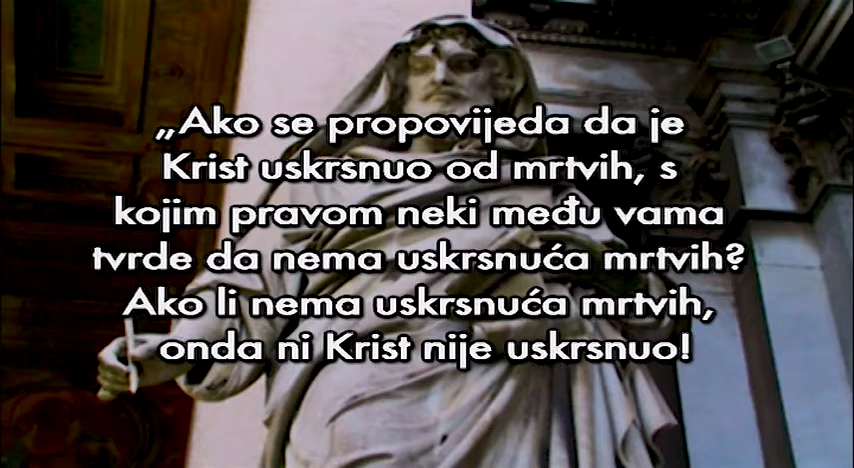 „Ako se propovijeda da je
Krist uskrsnuo od mrtvih, s
kojim pravom neki među vama
tvrde da nema uskrsnuća mrtvih?
Ako li nema uskrsnuća mrtvih,
onda ni Krist nije uskrsnuo!